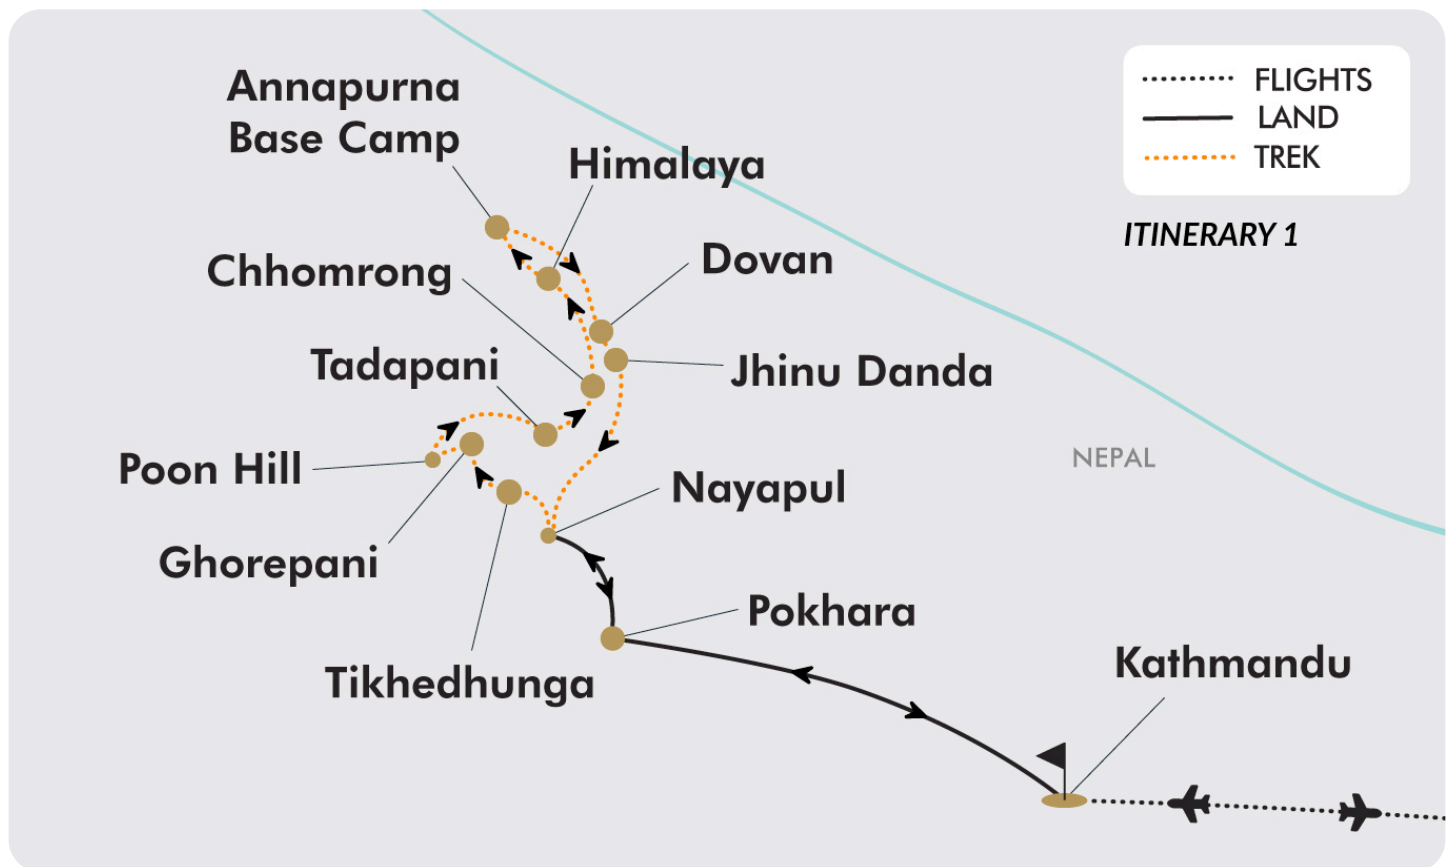 Annapurna
Base Camp
Himalaya
FLIGHTS
LAND
TREK
ITINERARY 1
Chhomrong
Dovan
Tadapani
Jhinu Danda
Poon Hill
NEPAL
Nayapul
Ghorepani
Pokhara
Tikhedhunga
Kathmandu